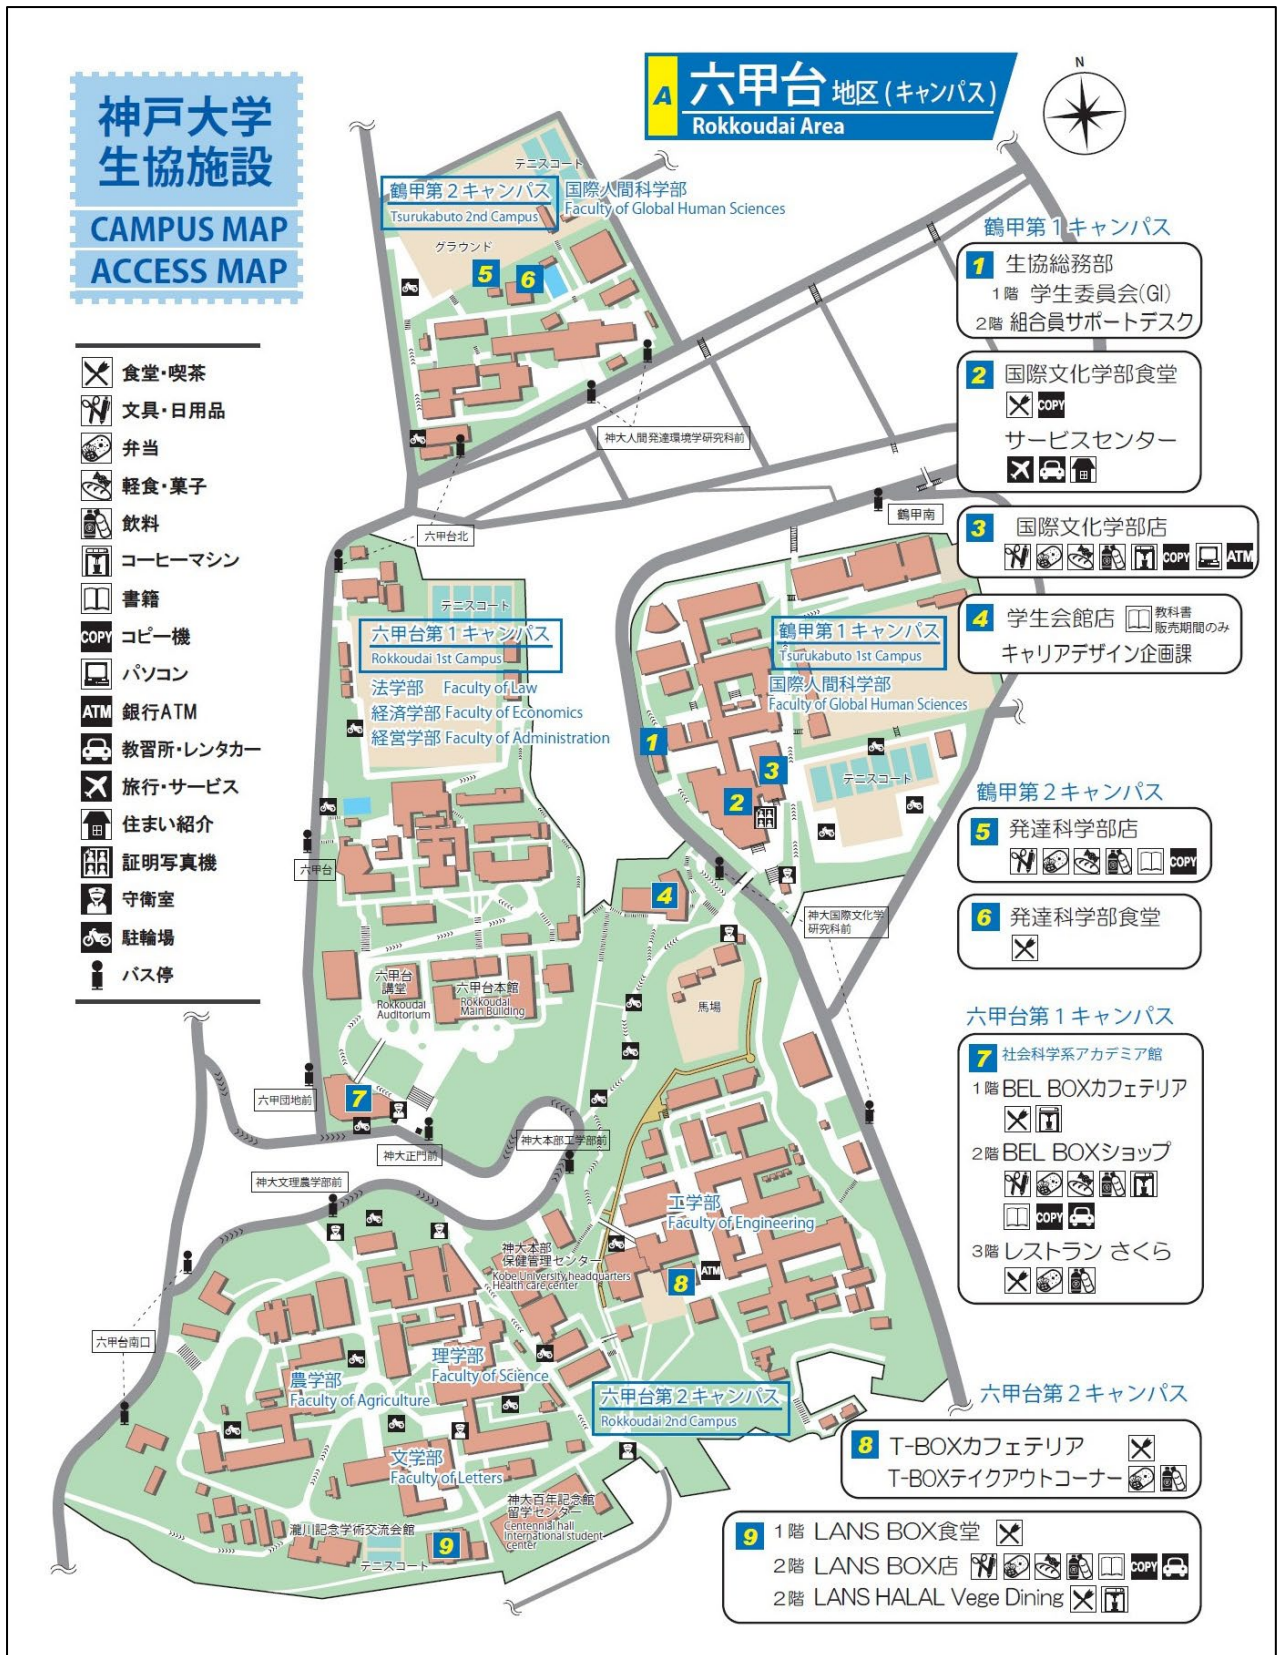 神戸大学
生協施設
CAMPUS MAP
ACCESS MAP
A 六甲台 地区 (キャンパス)
Rokkoudai Area
N
食堂・喫茶
文具・日用品
弁当
軽食・菓子
飲料
コーヒーマシン
書籍
COPY コピー機
パソコン
ATM 銀行ATM
教習所・レンタカー
旅行・サービス
住まい紹介
証明写真機
守衛室
駐輪場
バス停
テニスコート
鶴甲第2キャンパス
Tsurukabuto 2nd Campus
国際人間科学部
Faculty of Global Human Sciences
グラウンド
5
6
神大人間発達環境学研究科前
六甲台北
鶴甲南
テニスコート
六甲台第1キャンパス
Rokkoudai 1st Campus
法学部 Faculty of Law
経済学部 Faculty of Economics
経営学部 Faculty of Administration
鶴甲第1キャンパス
Tsurukabuto 1st Campus
国際人間科学部
Faculty of Global Human Sciences
1
3
2
テニスコート
六甲台
4
神大国際文化学
研究科前
六甲台
講堂
Rokkoudai
Auditorium
六甲台本館
Rokkoudai
Main Building
馬場
六甲団地前
7
神大正門前
神大本部工学部前
神大文理農学部前
工学部
Faculty of Engineering
神大本部
保健管理センター
Kobe University headquarters
Health care center
8
ATM
六甲台南口
理学部
Faculty of Science
農学部
Faculty of Agriculture
六甲台第2キャンパス
Rokkoudai 2nd Campus
文学部
Faculty of Letters
神大百年記念館
留学センター
Centennial hall
International student
center
瀧川記念学術交流会館
テニスコート
9
鶴甲第1キャンパス
1 生協総務部
1階 学生委員会(GI)
2階 組合員サポートデスク
2 国際文化学部食堂
COPY
サービスセンター
3 国際文化学部店
COPY ATM
4 学生会館店 教科書
販売期間のみ
キャリアデザイン企画課
鶴甲第2キャンパス
5 発達科学部店
COPY
6 発達科学部食堂
六甲台第1キャンパス
7 社会科学系アカデミア館
1階 BEL BOXカフェテリア
2階 BEL BOXショップ
COPY
3階 レストラン さくら
六甲台第2キャンパス
8 T-BOXカフェテリア
T-BOXテイクアウトコーナー
9 1階 LANS BOX食堂
2階 LANS BOX店 COPY
2階 LANS HALAL Vege Dining